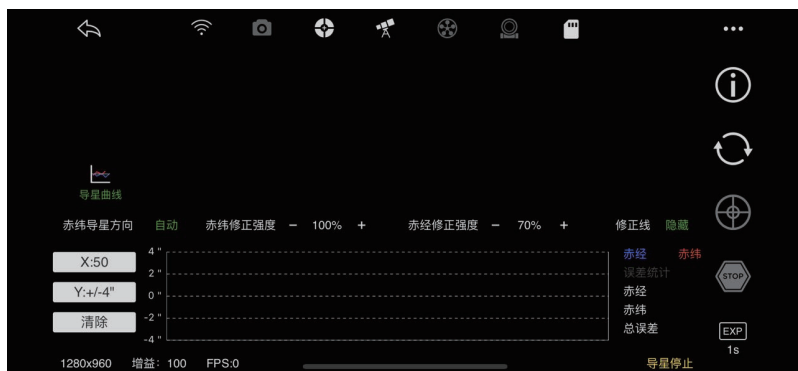 导星曲线
赤纬导星方向 自动 赤纬修正强度 - 100% + 赤经修正强度 - 70% + 修正线 隐藏
X:50
Y:+/-4"
清除
4 "
2 "
0 "
-2 "
-4 "
赤经 赤纬
误差统计
赤经
赤纬
总误差
STOP
EXP
1s
1280x960 增益: 100 FPS:0
导星停止